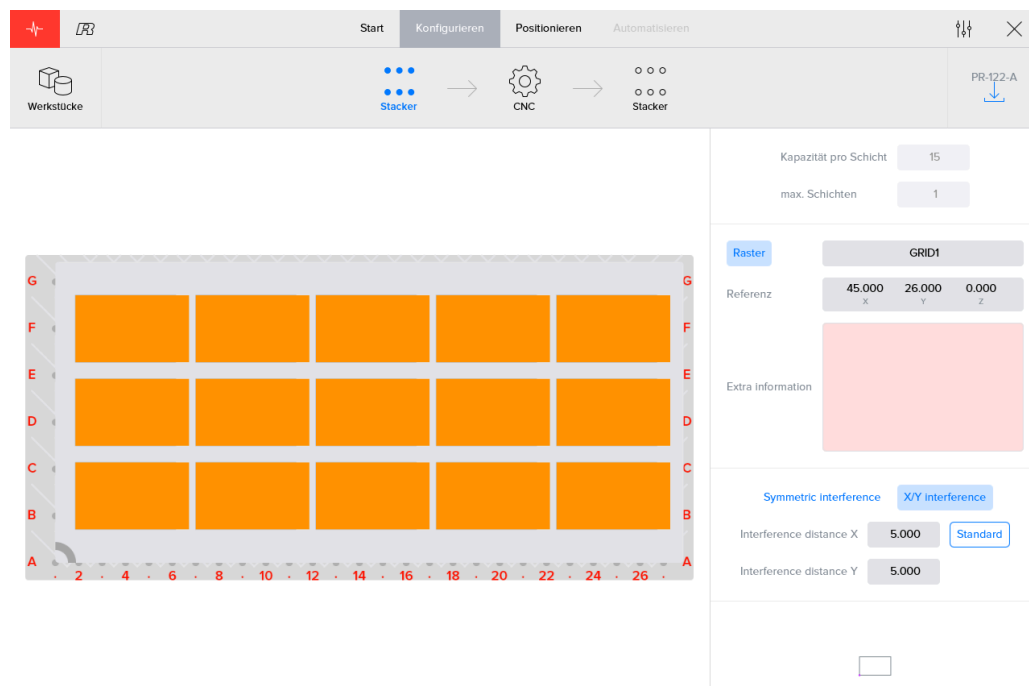 Start Konfigurieren Positionieren Automatisieren
Werkstücke Stacker CNC Stacker PR-122-A
Kapazität pro Schicht 15
max. Schichten 1
Raster GRID1
Referenz 45.000 26.000 0.000
X Y Z
Extra information
Symmetric interference X/Y interference
Interference distance X 5.000 Standard
Interference distance Y 5.000
G G
F F
E E
D D
C C
B B
A A
. 2 . 4 . 6 . 8 . 10 . 12 . 14 . 16 . 18 . 20 . 22 . 24 . 26 .